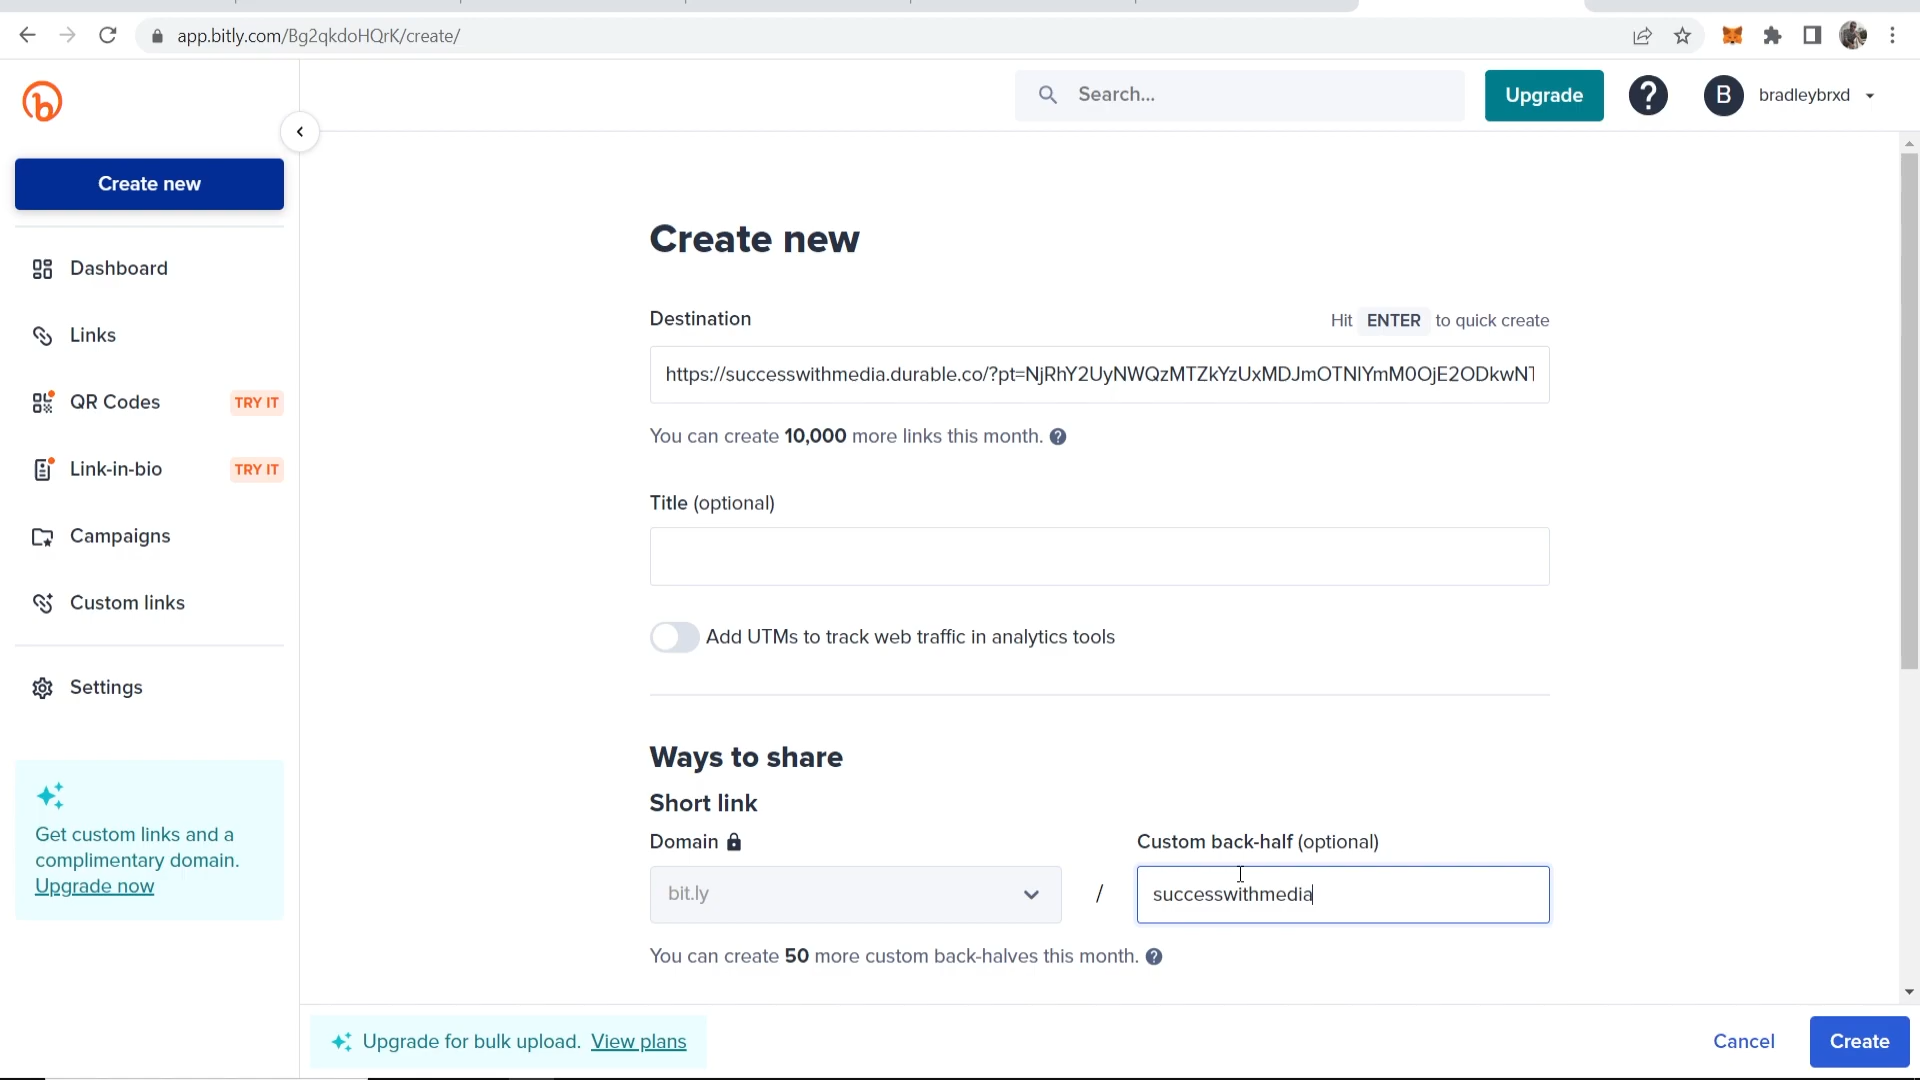 app.bitly.com/Bg2qkdoHQrK/create/
Search...
Upgrade
?
B
bradleybrxd
Create new
Dashboard
Links
QR Codes TRY IT
Link-in-bio TRY IT
Campaigns
Custom links
Settings
Get custom links and a
complimentary domain.
Upgrade now
Create new
Destination
Hit ENTER to quick create
https://successwithmedia.durable.co/?pt=NjRhY2UyNWQzMTZkYzUxMDJmOTNlYmM0OjE2ODkwN
You can create 10,000 more links this month. ?
Title (optional)
Add UTMs to track web traffic in analytics tools
Ways to share
Short link
Domain
bit.ly
/
Custom back-half (optional)
successwithmedia
You can create 50 more custom back-halves this month. ?
Upgrade for bulk upload. View plans
Cancel
Create